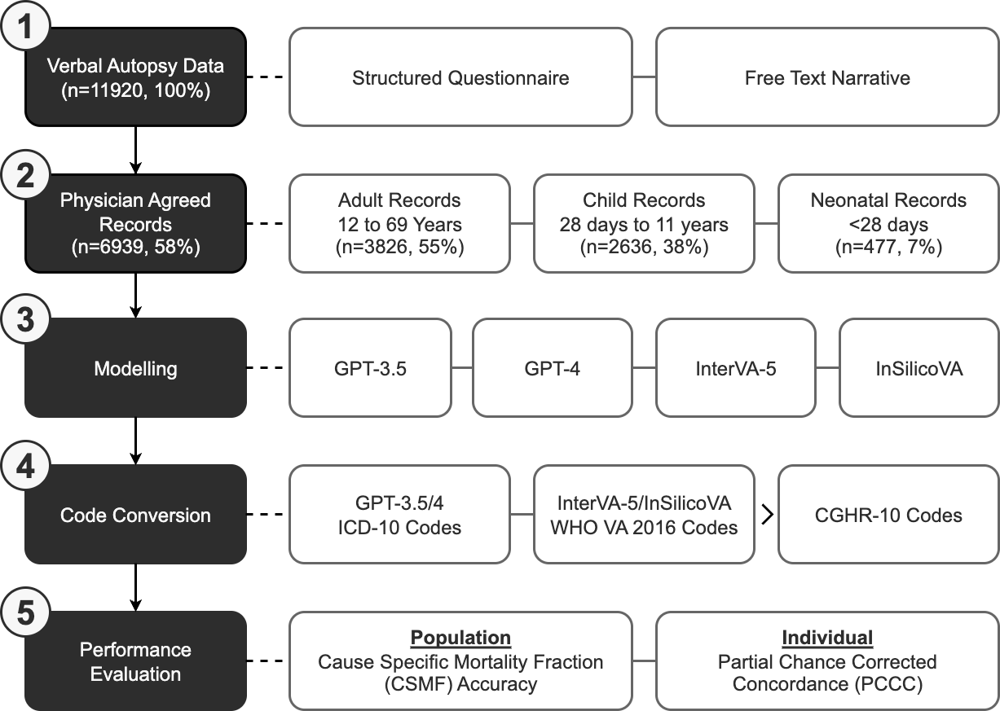 1
Verbal Autopsy Data
(n=11920, 100%)
Structured Questionnaire
Free Text Narrative
2
Physician Agreed
Records
(n=6939, 58%)
Adult Records
12 to 69 Years
(n=3826, 55%)
Child Records
28 days to 11 years
(n=2636, 38%)
Neonatal Records
<28 days
(n=477, 7%)
3
Modelling
GPT-3.5
GPT-4
InterVA-5
InSilicoVA
4
Code Conversion
GPT-3.5/4
ICD-10 Codes
InterVA-5/InSilicoVA
WHO VA 2016 Codes
CGHR-10 Codes
5
Performance
Evaluation
Population
Cause Specific Mortality Fraction
(CSMF) Accuracy
Individual
Partial Chance Corrected
Concordance (PCCC)